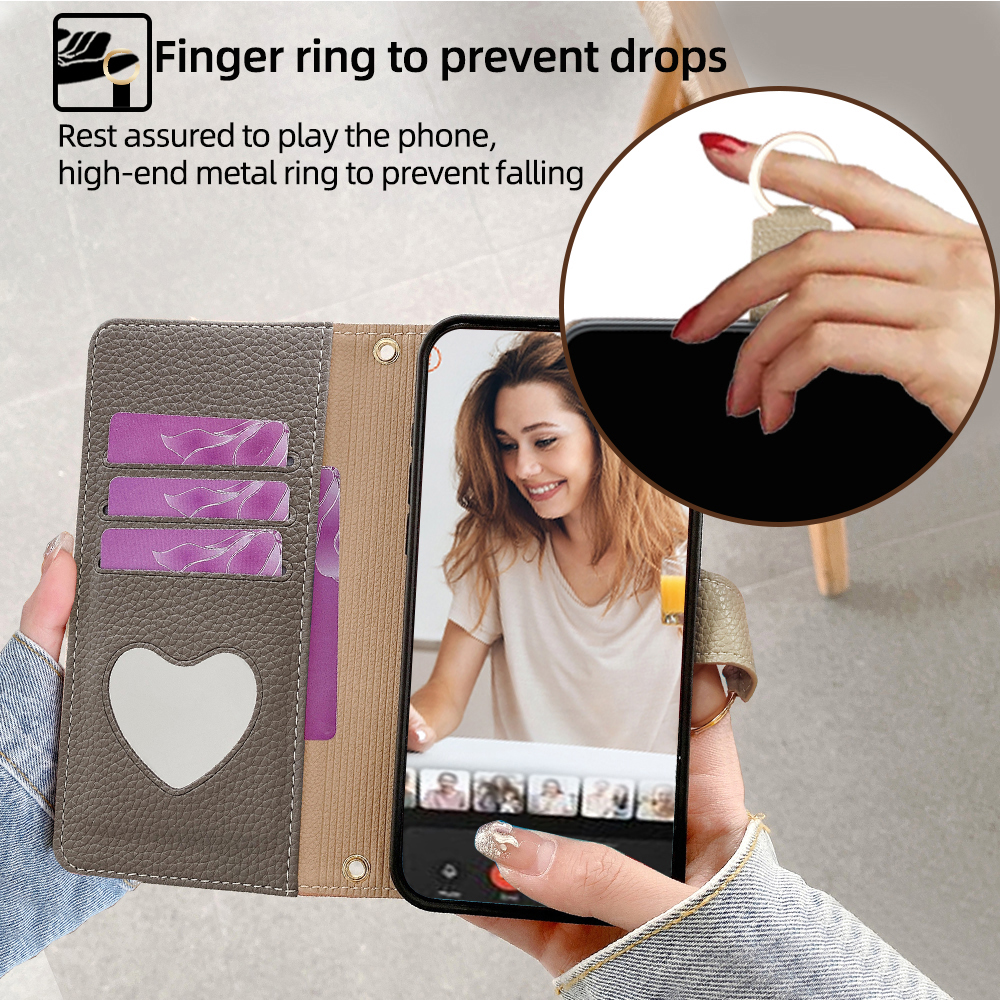 Finger ring to prevent drops
Rest assured to play the phone,
high-end metal ring to prevent falling